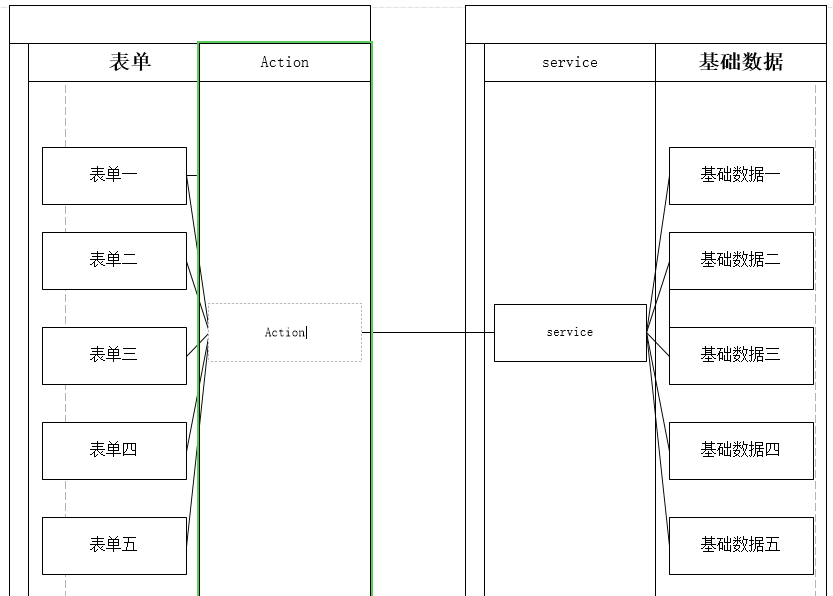 表单
Action
service
基础数据
表单一
基础数据一
表单二
基础数据二
Action
service
表单三
基础数据三
表单四
基础数据四
表单五
基础数据五